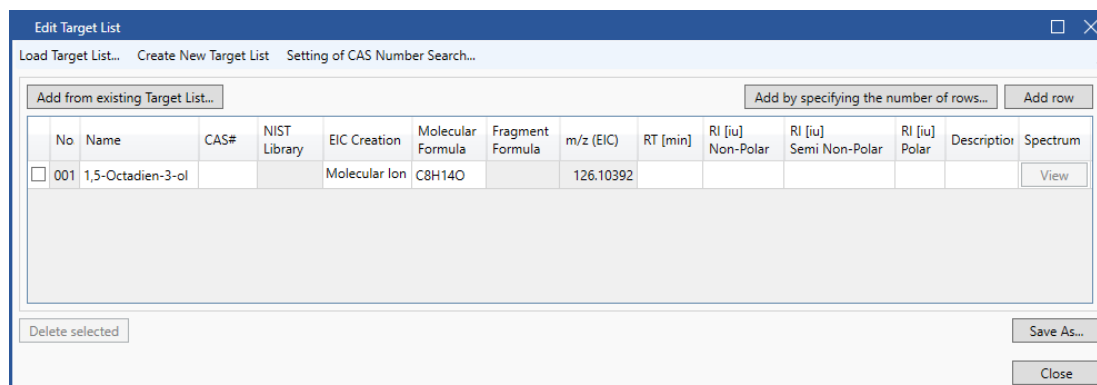 Edit Target List
Load Target List... Create New Target List Setting of CAS Number Search...
Add from existing Target List... Add by specifying the number of rows... Add row
No Name CAS# NIST Library EIC Creation Molecular Formula Fragment Formula m/z (EIC) RT [min] RI [iu] Non-Polar RI [iu] Semi Non-Polar RI [iu] Polar Description Spectrum
001 1,5-Octadien-3-ol Molecular Ion C8H14O 126.10392 View
Delete selected Save As...
Close